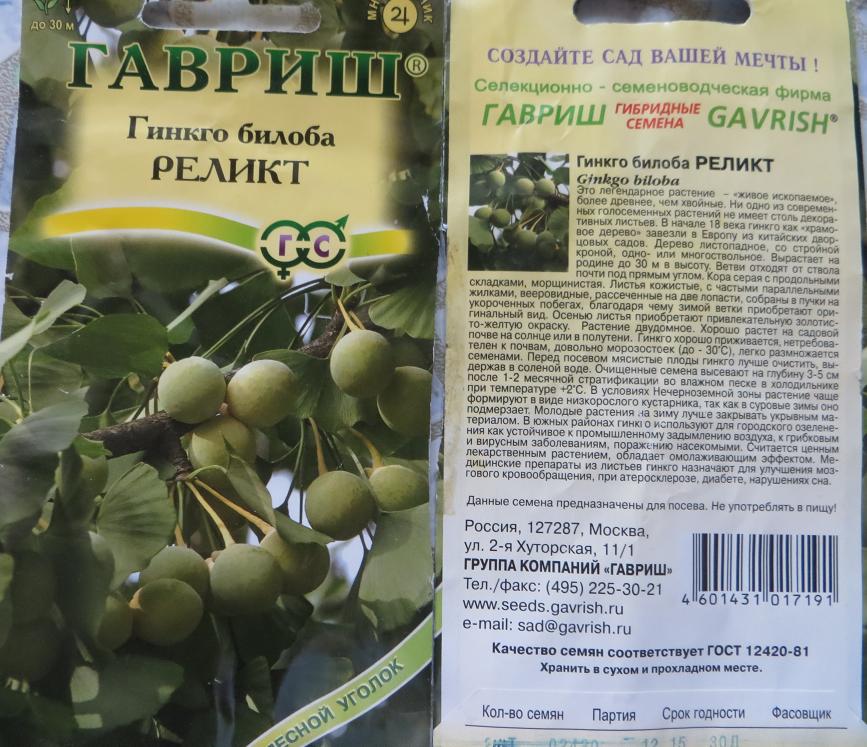 до 30 м
ГАВРИШ®
Гинкго билоба
РЕЛИКТ
Г С
ЛЕСНОЙ УГОЛОК
СОЗДАЙТЕ САД ВАШЕЙ МЕЧТЫ !
Селекционно - семеноводческая фирма
ГАВРИШ ГИБРИДНЫЕ СЕМЕНА GAVRISH®
Гинкго билоба РЕЛИКТ
Ginkgo biloba
Это легендарное растение – «живое ископаемое»,
более древнее, чем хвойные. Ни одно из современ-
ных голосеменных растений не имеет столь декора-
тивных листьев. В начале 18 века гинкго как «храмо-
вое дерево» завезли в Европу из китайских двор-
цовых садов. Дерево листопадное, со стройной
кроной, одно- или многоствольное. Вырастает на
родине до 30 м в высоту. Ветви отходят от ствола
почти под прямым углом. Кора серая с продольными
складками, морщинистая. Листья кожистые, с частыми параллельными
жилками, вееровидные, рассеченные на две лопасти, собраны в пучки на
укороченных побегах, благодаря чему зимой ветки приобретают ори-
гинальный вид. Осенью листья приобретают привлекательную золотис-
то-желтую окраску. Растение двудомное. Хорошо растет на садовой
почве на солнце или в полутени. Гинкго хорошо приживается, нетребова-
телен к почвам, довольно морозостоек (до - 30˚С), легко размножается
семенами. Перед посевом мясистые плоды гинкго лучше очистить, вы-
держав в соленой воде. Очищенные семена высевают на глубину 3-5 см
после 1-2 месячной стратификации во влажном песке в холодильнике
при температуре +2˚С. В условиях Нечерноземной зоны растение чаще
формируют в виде низкорослого кустарника, так как в суровые зимы оно
подмерзает. Молодые растения на зиму лучше закрывать укрывным ма-
териалом. В южных районах гинкго используют для городского озелене-
ния как устойчивое к промышленному задымлению воздуха, к грибковым
и вирусным заболеваниям, поражению насекомыми. Считается ценным
лекарственным растением, обладает омолаживающим эффектом. Ме-
дицинские препараты из листьев гинкго назначают для улучшения моз-
гового кровообращения, при атеросклерозе, диабете, нарушениях сна.
Данные семена предназначены для посева. Не употреблять в пищу!
Россия, 127287, Москва,
ул. 2-я Хуторская, 11/1
ГРУППА КОМПАНИЙ «ГАВРИШ»
Тел./факс: (495) 225-30-21
www.seeds.gavrish.ru
e-mail: sad@gavrish.ru
4 601431 017191
Качество семян соответствует ГОСТ 12420-81
Хранить в сухом и прохладном месте.
Кол-во семян Партия Срок годности Фасовщик